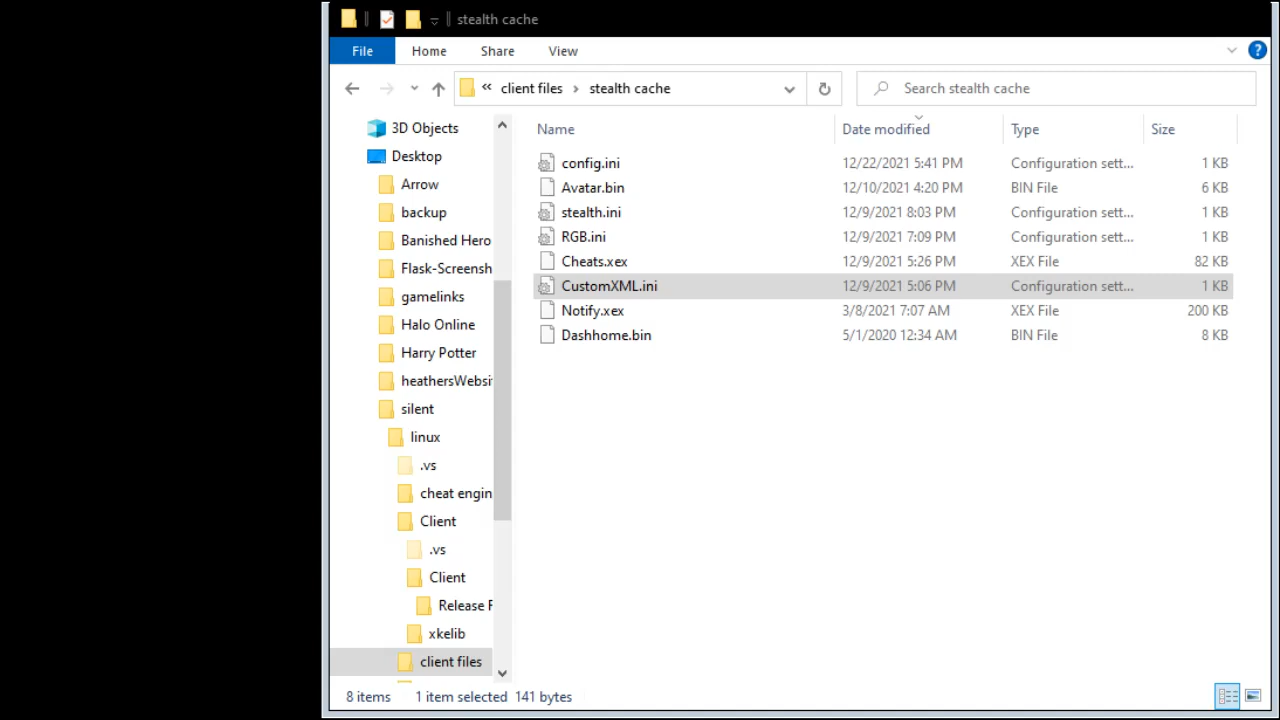 stealth cache
File Home Share View
« client files > stealth cache Search stealth cache
Name Date modified Type Size
config.ini 12/22/2021 5:41 PM Configuration sett... 1 KB
Avatar.bin 12/10/2021 4:20 PM BIN File 6 KB
stealth.ini 12/9/2021 8:03 PM Configuration sett... 1 KB
RGB.ini 12/9/2021 7:09 PM Configuration sett... 1 KB
Cheats.xex 12/9/2021 5:26 PM XEX File 82 KB
CustomXML.ini 12/9/2021 5:06 PM Configuration sett... 1 KB
Notify.xex 3/8/2021 7:07 AM XEX File 200 KB
Dashhome.bin 5/1/2020 12:34 AM BIN File 8 KB
3D Objects
Desktop
Arrow
backup
Banished Hero
Flask-Screensh
gamelinks
Halo Online
Harry Potter
heathersWebsi
silent
linux
.vs
cheat engin
Client
.vs
Client
Release F
xkelib
client files
8 items 1 item selected 141 bytes